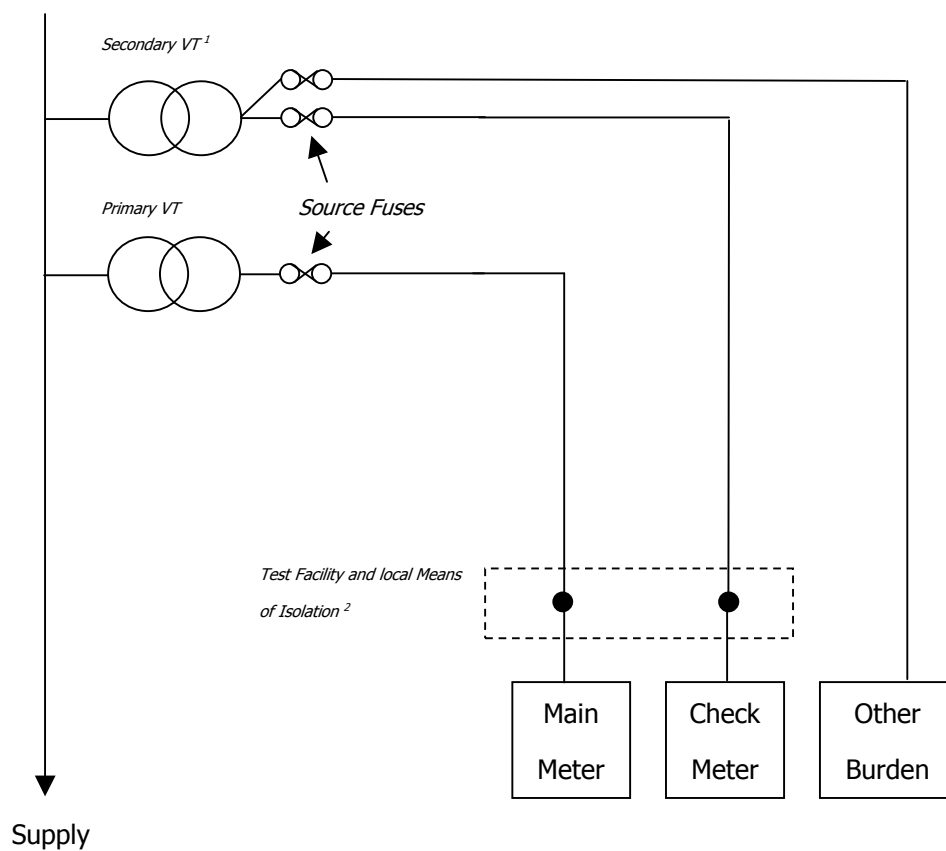 Secondary VT 1
Primary VT
Source Fuses
Test Facility and local Means
of Isolation 2
Main
Meter
Check
Meter
Other
Burden
Supply